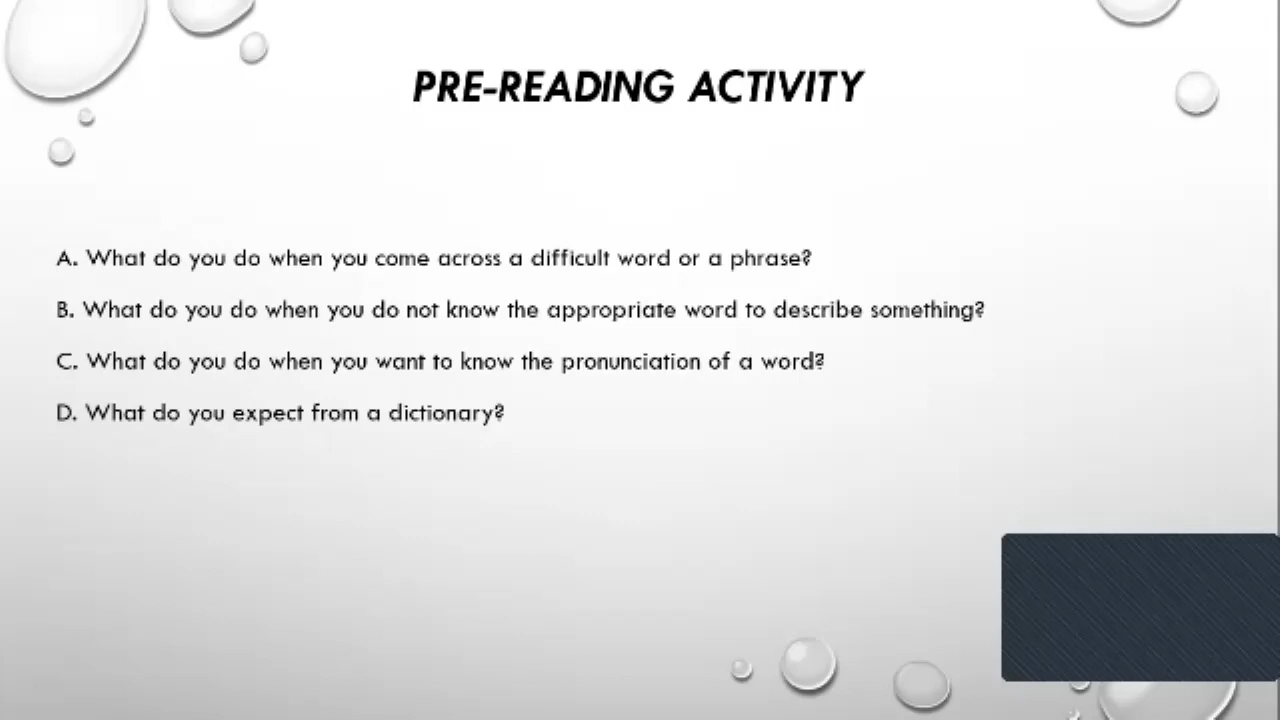 PRE-READING ACTIVITY
A. What do you do when you come across a difficult word or a phrase?
B. What do you do when you do not know the appropriate word to describe something?
C. What do you do when you want to know the pronunciation of a word?
D. What do you expect from a dictionary?